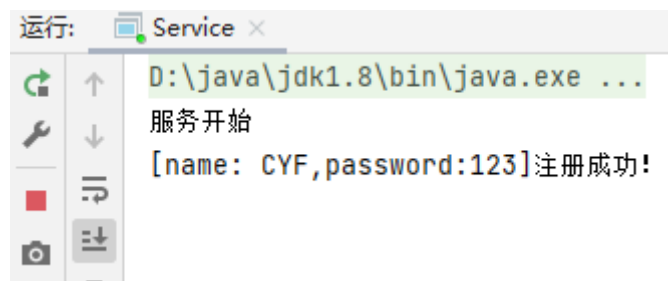 运行: Service ×
D:\java\jdk1.8\bin\java.exe ...
服务开始
[name: CYF,password:123]注册成功!